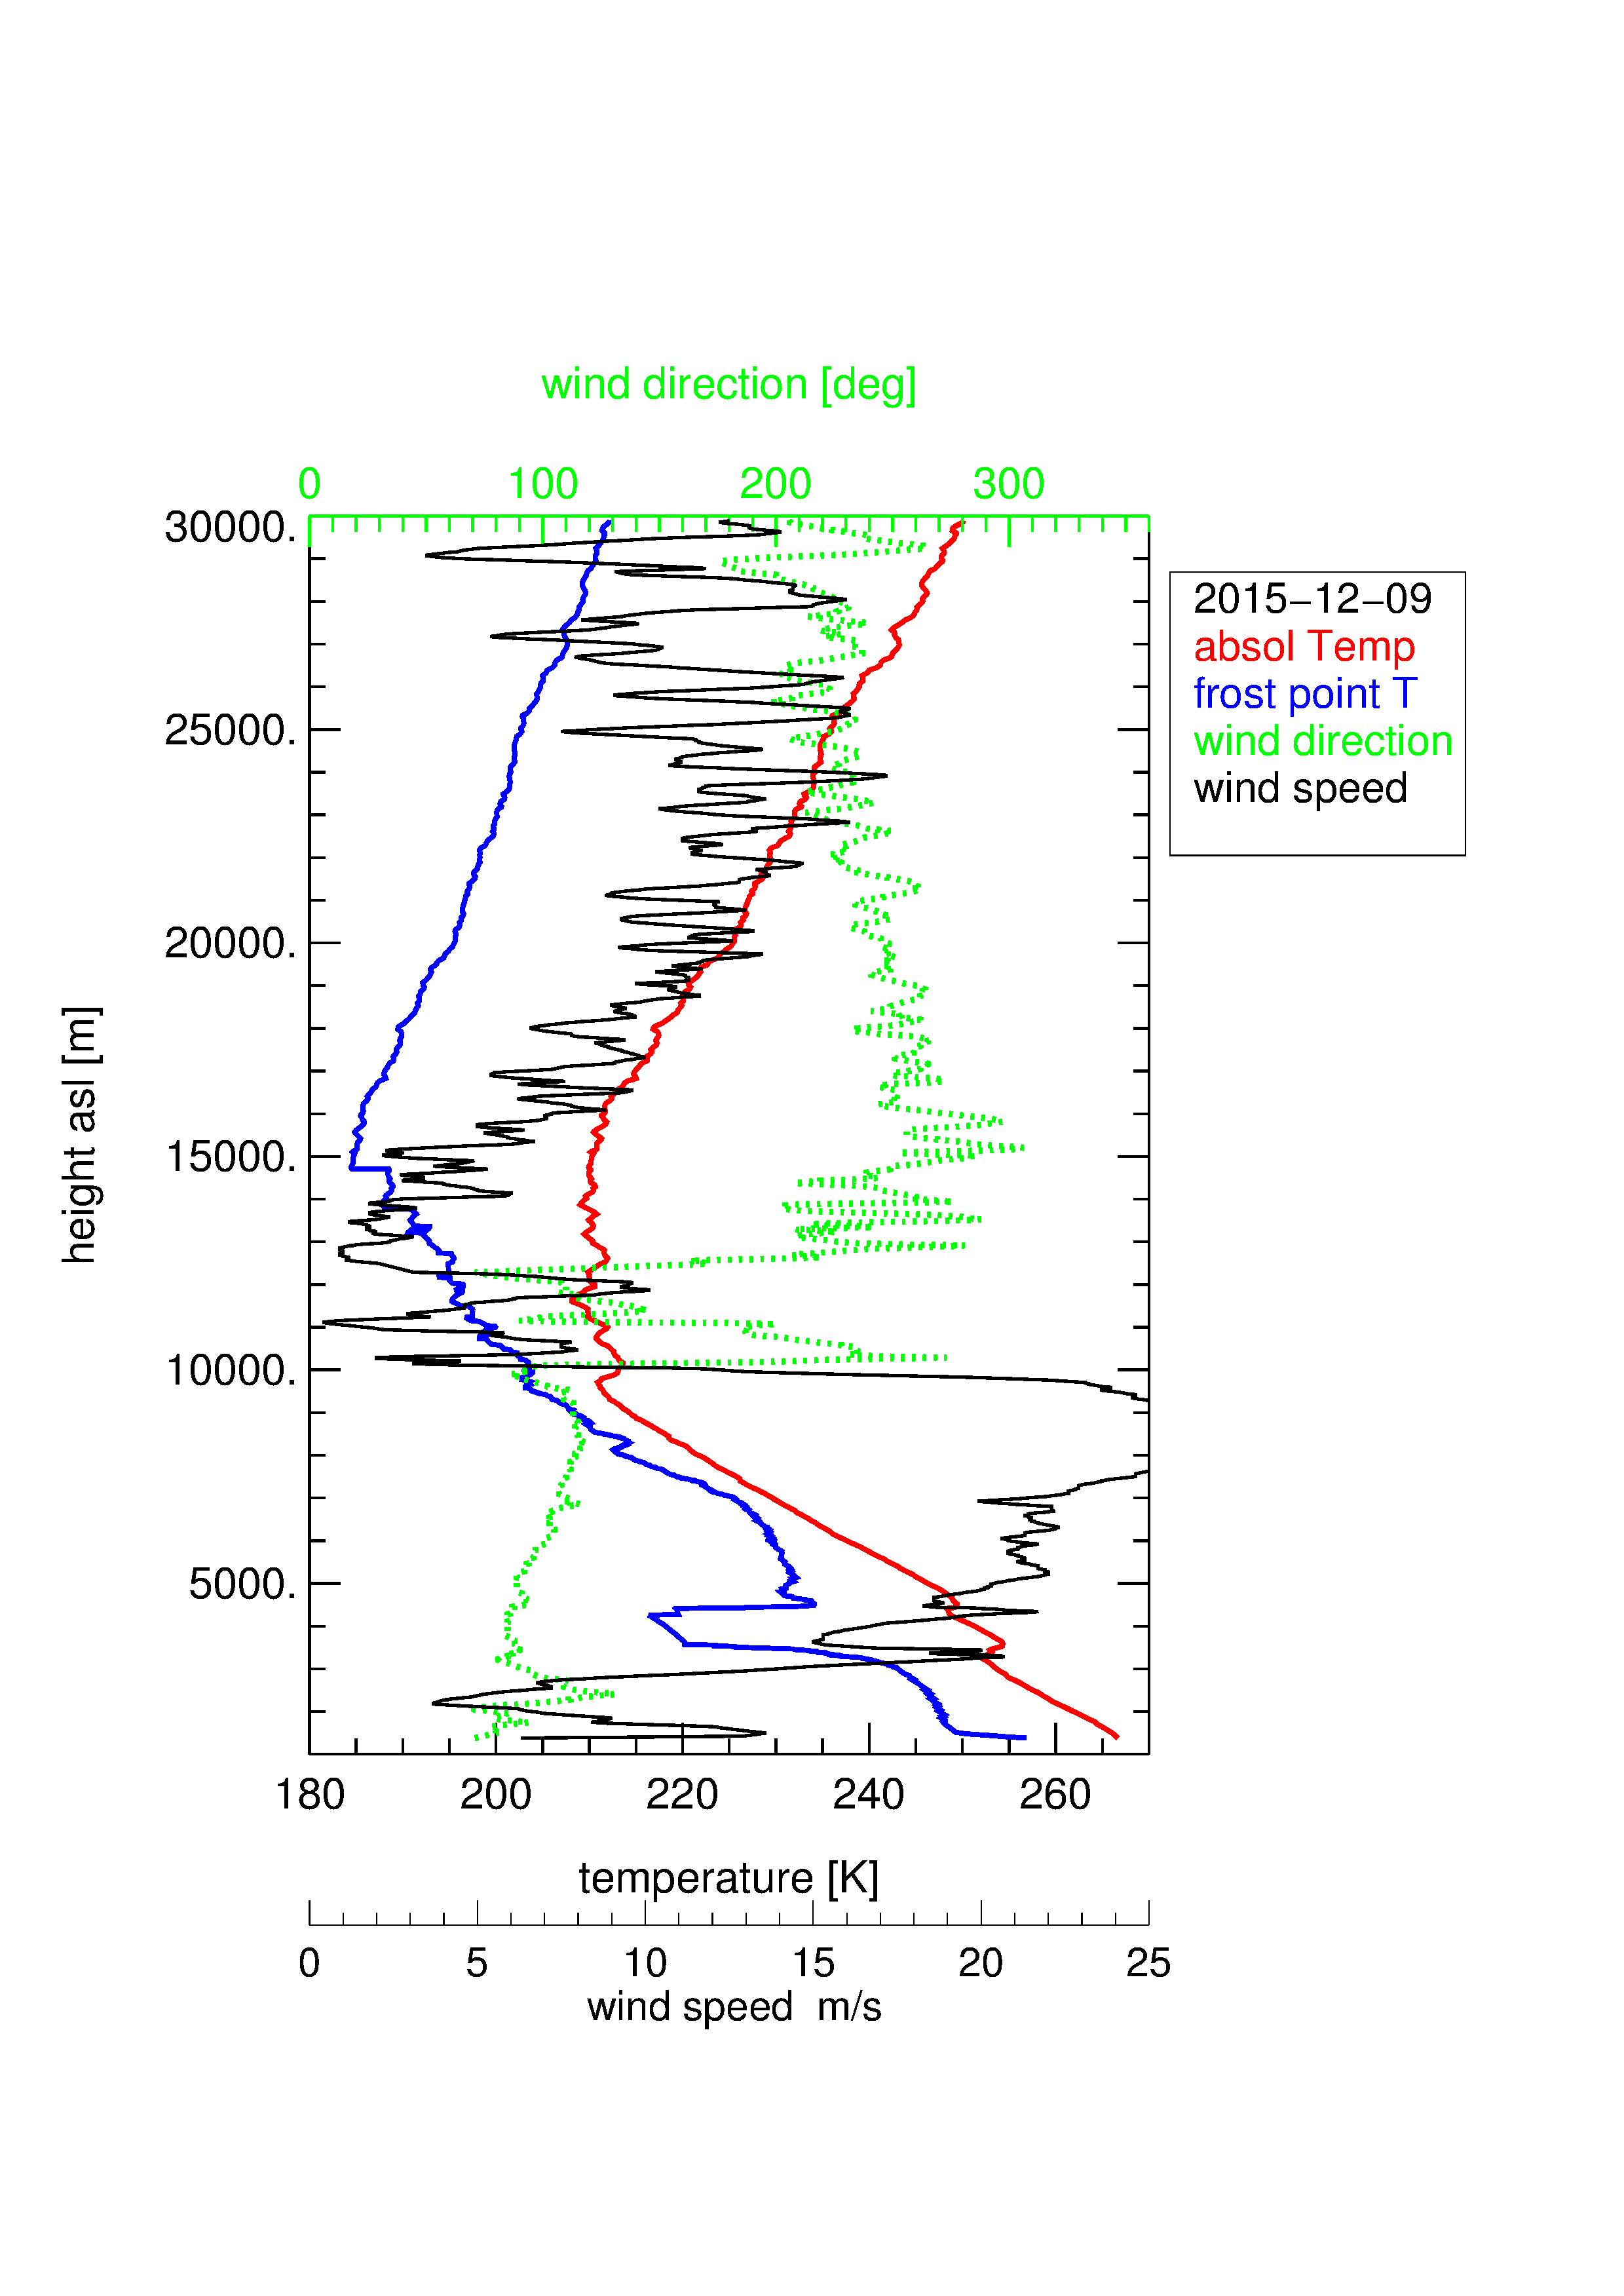 wind direction [deg]
0 100 200 300
30000.
25000.
20000.
15000.
10000.
5000.
height asl [m]
2015−12−09
absol Temp
frost point T
wind direction
wind speed
180 200 220 240 260
temperature [K]
0 5 10 15 20 25
wind speed  m/s